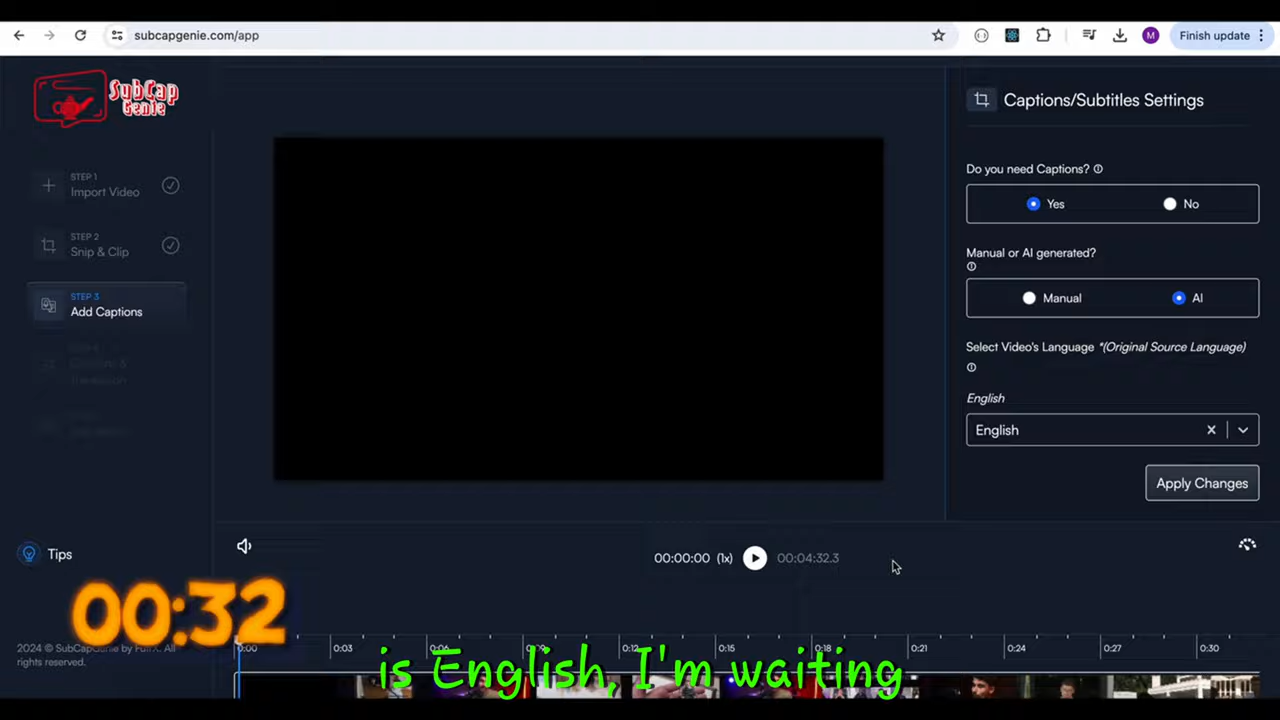 subcapgenie.com/app
M
Finish update
SubCap
Genie
STEP 1
Import Video
STEP 2
Snip & Clip
STEP 3
Add Captions
Captions/Subtitles Settings
Do you need Captions?
Yes
No
Manual or AI generated?
Manual
AI
Select Video's Language *(Original Source Language)
English
English
Apply Changes
Tips
00:00:00 (1x)
00:04:32.3
00:32
0:00
0:03
0:06
0:09
0:12
0:15
0:18
0:21
0:24
0:27
0:30
rights reserved.
is English, I'm waiting